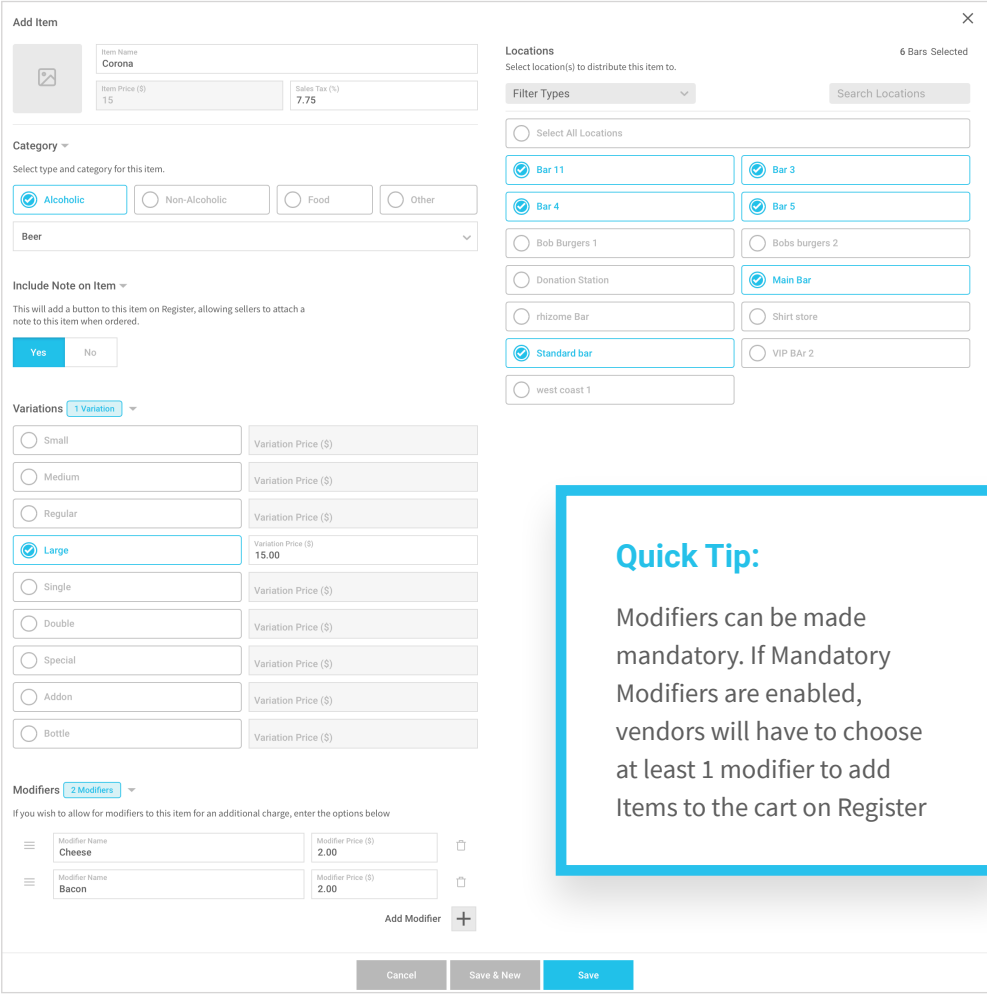 Add Item
Item Name
Corona
Item Price ($)
15
Sales Tax (%)
7.75
Category
Select type and category for this item.
Alcoholic
Non-Alcoholic
Food
Other
Beer
Include Note on Item
This will add a button to this item on Register, allowing sellers to attach a
note to this item when ordered.
Yes
No
Variations
1 Variation
Small
Variation Price ($)
Medium
Variation Price ($)
Regular
Variation Price ($)
Large
Variation Price ($)
15.00
Single
Variation Price ($)
Double
Variation Price ($)
Special
Variation Price ($)
Addon
Variation Price ($)
Bottle
Variation Price ($)
Modifiers
2 Modifiers
If you wish to allow for modifiers to this item for an additional charge, enter the options below
Modifier Name
Cheese
Modifier Price ($)
2.00
Modifier Name
Bacon
Modifier Price ($)
2.00
Add Modifier
Locations
6 Bars Selected
Select location(s) to distribute this item to.
Filter Types
Search Locations
Select All Locations
Bar 11
Bar 3
Bar 4
Bar 5
Bob Burgers 1
Bobs burgers 2
Donation Station
Main Bar
rhizome Bar
Shirt store
Standard bar
VIP BAr 2
west coast 1
Quick Tip:
Modifiers can be made
mandatory. If Mandatory
Modifiers are enabled,
vendors will have to choose
at least 1 modifier to add
Items to the cart on Register
Cancel
Save & New
Save